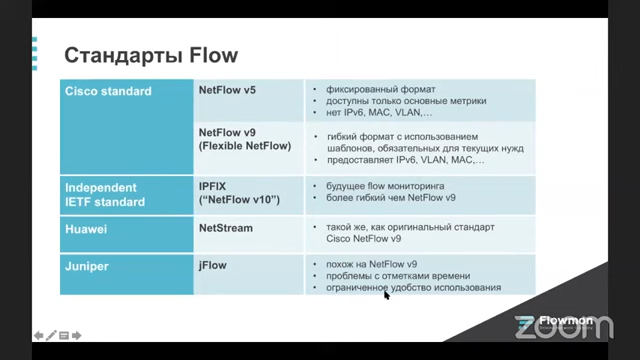 Стандарты Flow
Cisco standard
NetFlow v5
• фиксированный формат
• доступны только основные метрики
• нет IPv6, MAC, VLAN,…
NetFlow v9
(Flexible NetFlow)
• гибкий формат с использованием
шаблонов, обязательных для текущих нужд
• предоставляет IPv6, VLAN, MAC,…
Independent
IETF standard
IPFIX
(“NetFlow v10”)
• будущее flow мониторинга
• более гибкий чем NetFlow v9
Huawei
NetStream
• такой же, как оригинальный стандарт
Cisco NetFlow v9
Juniper
jFlow
• похож на NetFlow v9
• проблемы с отметками времени
• ограниченное удобство использования
Flowmon
zoom